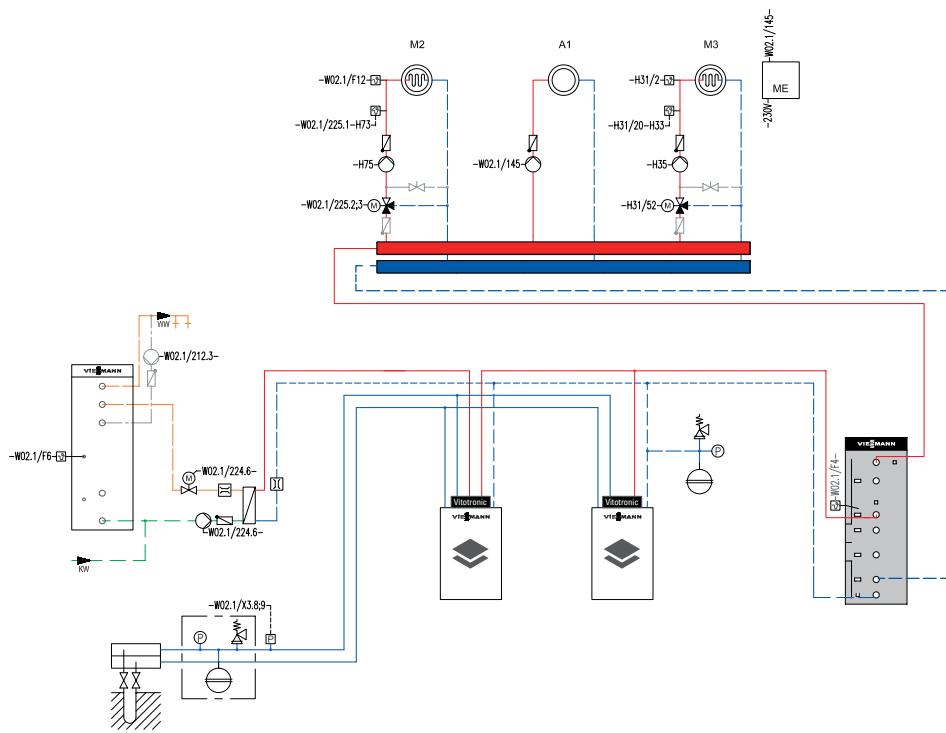 M2
A1
M3
-W02.1/145-
ME
-230V-
-W02.1/F12-
-H31/2-
-W02.1/225.1-H73-
-H31/20-H33-
-H75-
-W02.1/145-
-H35-
-W02.1/225.2;3-
M
-H31/52-
M
WW
-W02.1/212.3-
VIESMANN
-W02.1/F6-
M
-W02.1/224.6-
-W02.1/224.6-
KW
P
Vitotronic
VIESMANN
Vitotronic
VIESMANN
VIESMANN
-W02.1/F4-
-W02.1/X3.8;9-
P
P